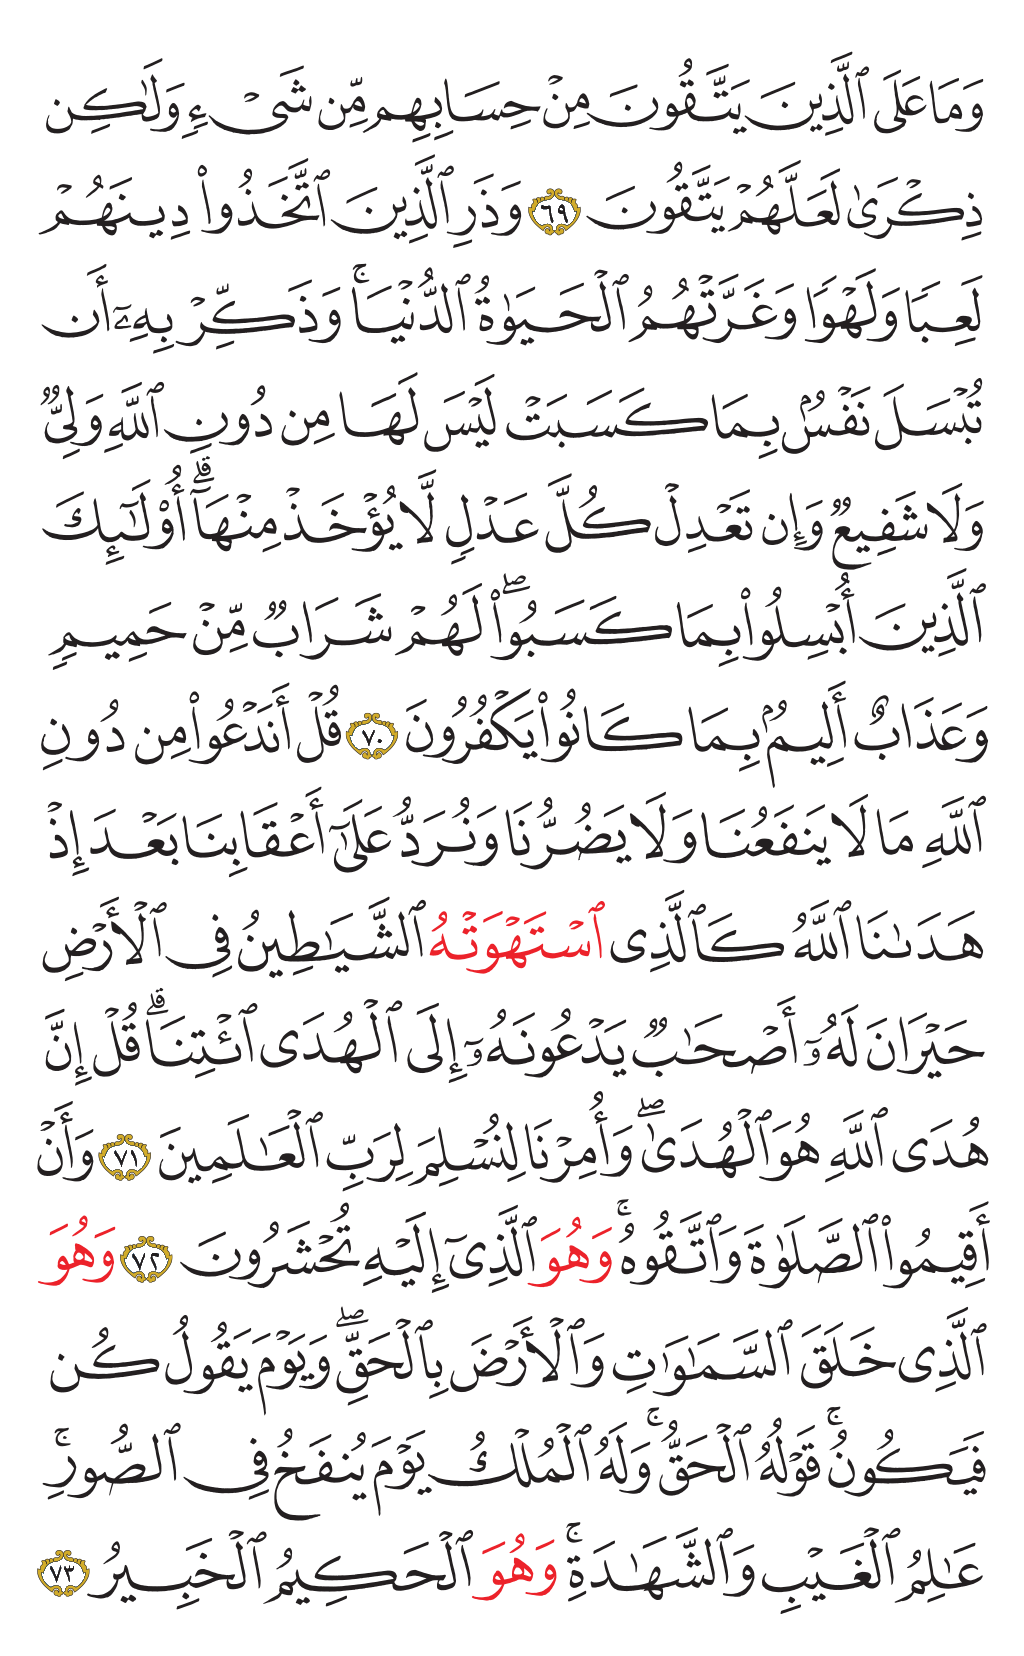 وَمَا عَلَى ٱلَّذِينَ يَتَّقُونَ مِنۡ حِسَابِهِم مِّن شَيۡءٖ وَلَٰكِن
ذِكۡرَىٰ لَعَلَّهُمۡ يَتَّقُونَ ٦٩ وَذَرِ ٱلَّذِينَ ٱتَّخَذُواْ دِينَهُمۡ
لَعِبٗا وَلَهۡوٗا وَغَرَّتۡهُمُ ٱلۡحَيَوٰةُ ٱلدُّنۡيَاۚ وَذَكِّرۡ بِهِۦٓ أَن
تُبۡسَلَ نَفۡسُۢ بِمَا كَسَبَتۡ لَيۡسَ لَهَا مِن دُونِ ٱللَّهِ وَلِيّٞ
وَلَا شَفِيعٞ وَإِن تَعۡدِلۡ كُلَّ عَدۡلٖ لَّا يُؤۡخَذۡ مِنۡهَآۗ أُوْلَٰٓئِكَ
ٱلَّذِينَ أُبۡسِلُواْ بِمَا كَسَبُواْۖ لَهُمۡ شَرَابٞ مِّنۡ حَمِيمٖ
وَعَذَابٌ أَلِيمُۢ بِمَا كَانُواْ يَكۡفُرُونَ ٧٠ قُلۡ أَنَدۡعُواْ مِن دُونِ
ٱللَّهِ مَا لَا يَنفَعُنَا وَلَا يَضُرُّنَا وَنُرَدُّ عَلَىٰٓ أَعۡقَابِنَا بَعۡدَ إِذۡ
هَدَىٰنَا ٱللَّهُ كَٱلَّذِي ٱسۡتَهۡوَتۡهُ ٱلشَّيَٰطِينُ فِي ٱلۡأَرۡضِ
حَيۡرَانَ لَهُۥٓ أَصۡحَٰبٞ يَدۡعُونَهُۥٓ إِلَى ٱلۡهُدَى ٱئۡتِنَاۗ قُلۡ إِنَّ
هُدَى ٱللَّهِ هُوَ ٱلۡهُدَىٰۖ وَأُمِرۡنَا لِنُسۡلِمَ لِرَبِّ ٱلۡعَٰلَمِينَ ٧١ وَأَنۡ
أَقِيمُواْ ٱلصَّلَوٰةَ وَٱتَّقُوهُۚ وَهُوَ ٱلَّذِيٓ إِلَيۡهِ تُحۡشَرُونَ ٧٢ وَهُوَ
ٱلَّذِي خَلَقَ ٱلسَّمَٰوَٰتِ وَٱلۡأَرۡضَ بِٱلۡحَقِّۖ وَيَوۡمَ يَقُولُ كُن
فَيَكُونُۚ قَوۡلُهُ ٱلۡحَقُّۚ وَلَهُ ٱلۡمُلۡكُ يَوۡمَ يُنفَخُ فِي ٱلصُّورِۚ
عَٰلِمُ ٱلۡغَيۡبِ وَٱلشَّهَٰدَةِۚ وَهُوَ ٱلۡحَكِيمُ ٱلۡخَبِيرُ ٧٣